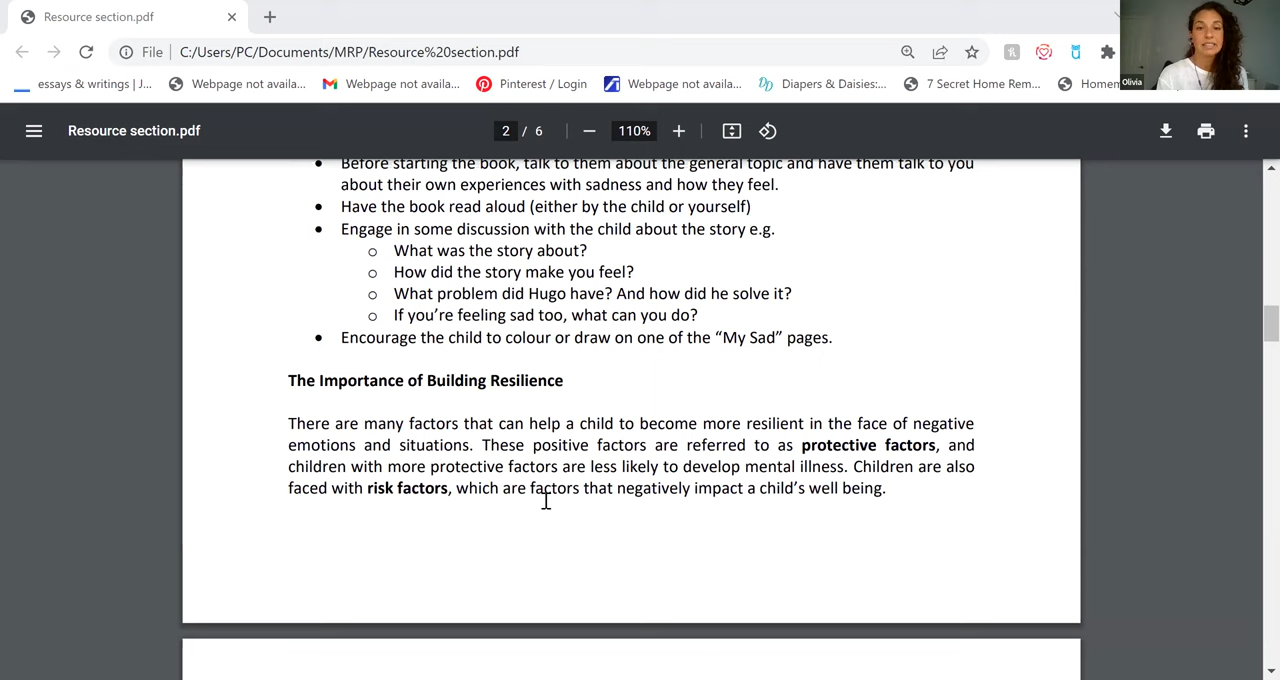 Resource section.pdf
File C:/Users/PC/Documents/MRP/Resource%20section.pdf
essays & writings | J... Webpage not availa... Webpage not availa... Pinterest / Login Webpage not availa... Diapers & Daisies:... 7 Secret Home Rem... Homem
Olivia
Resource section.pdf 2 / 6 110%
Before starting the book, talk to them about the general topic and have them talk to you
about their own experiences with sadness and how they feel.
Have the book read aloud (either by the child or yourself)
Engage in some discussion with the child about the story e.g.
What was the story about?
How did the story make you feel?
What problem did Hugo have? And how did he solve it?
If you’re feeling sad too, what can you do?
Encourage the child to colour or draw on one of the “My Sad” pages.
The Importance of Building Resilience
There are many factors that can help a child to become more resilient in the face of negative
emotions and situations. These positive factors are referred to as protective factors, and
children with more protective factors are less likely to develop mental illness. Children are also
faced with risk factors, which are factors that negatively impact a child’s well being.